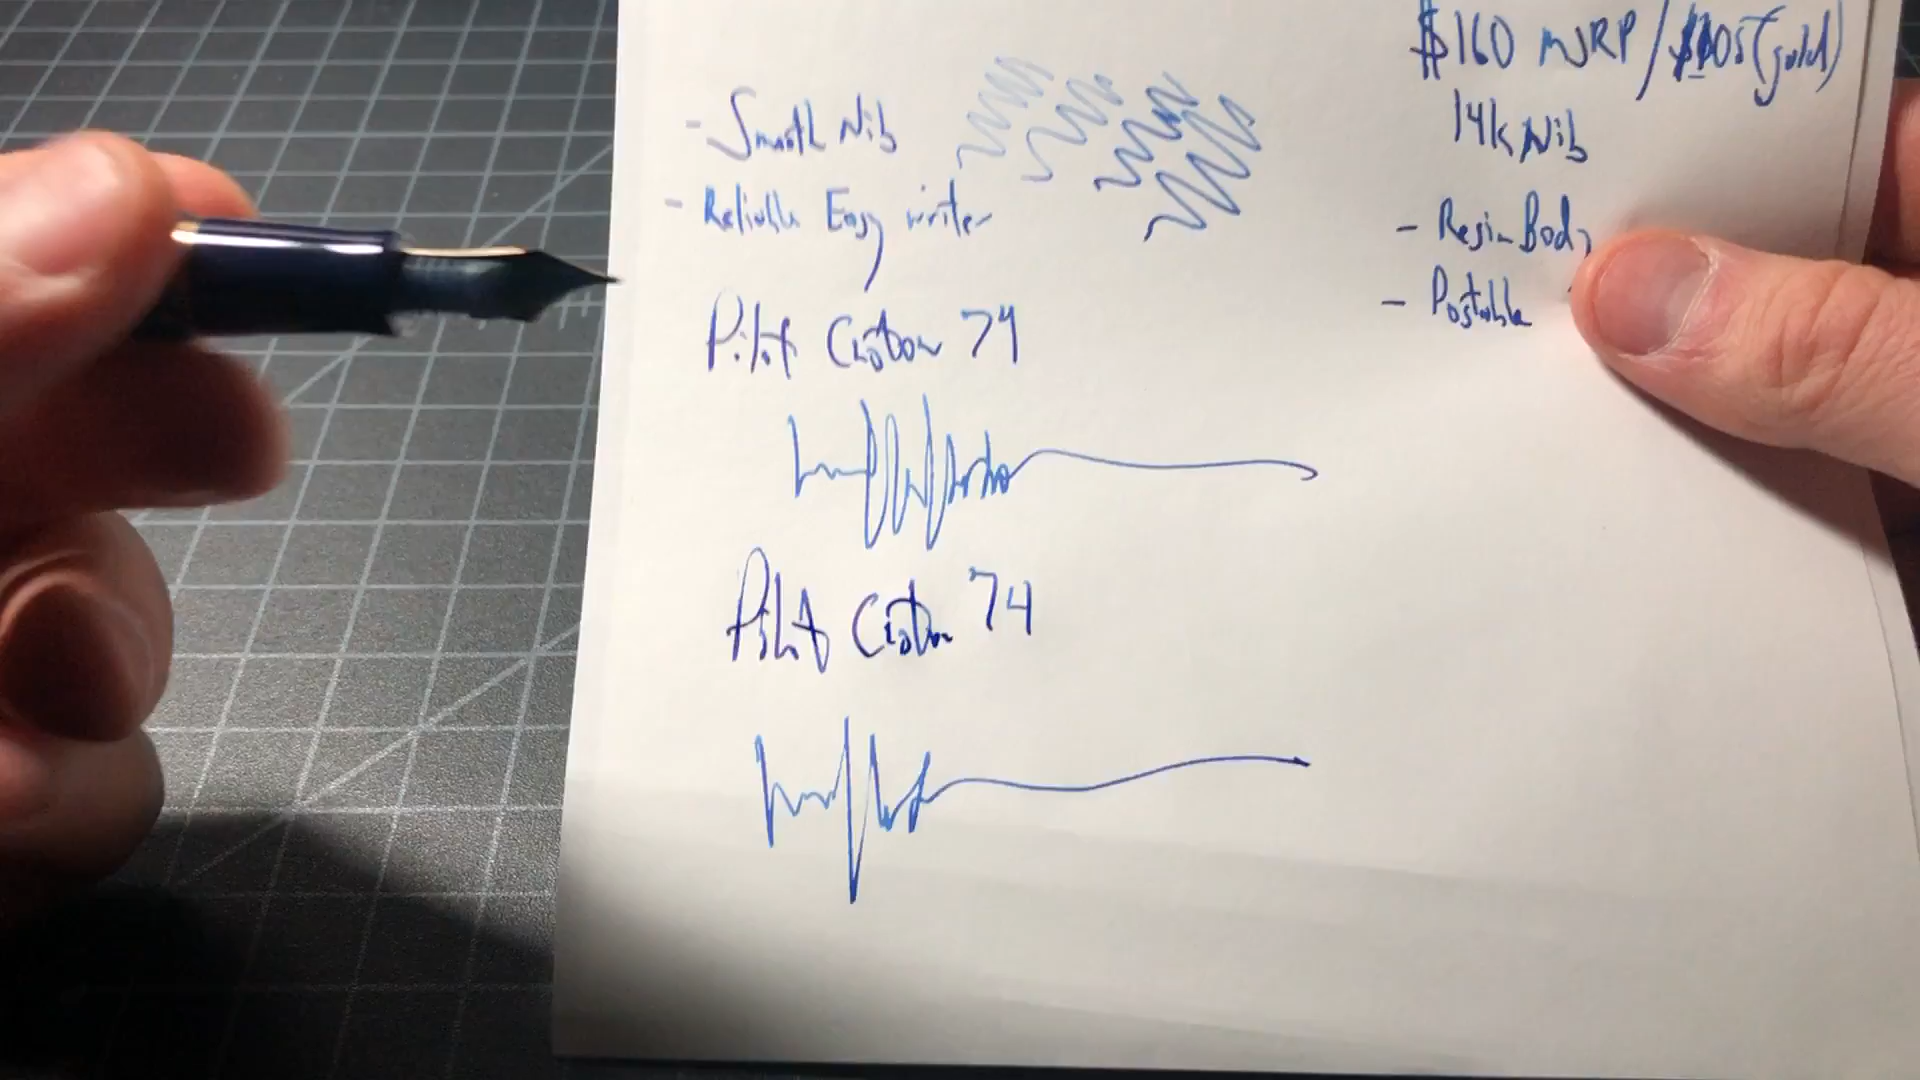 - Smooth Nib
- Reliable Easy writer
Pilot Custom 74
Pilot Custom 74
$160 MRP / $105 (gold)
14k Nib
- Resin Body
- Postable